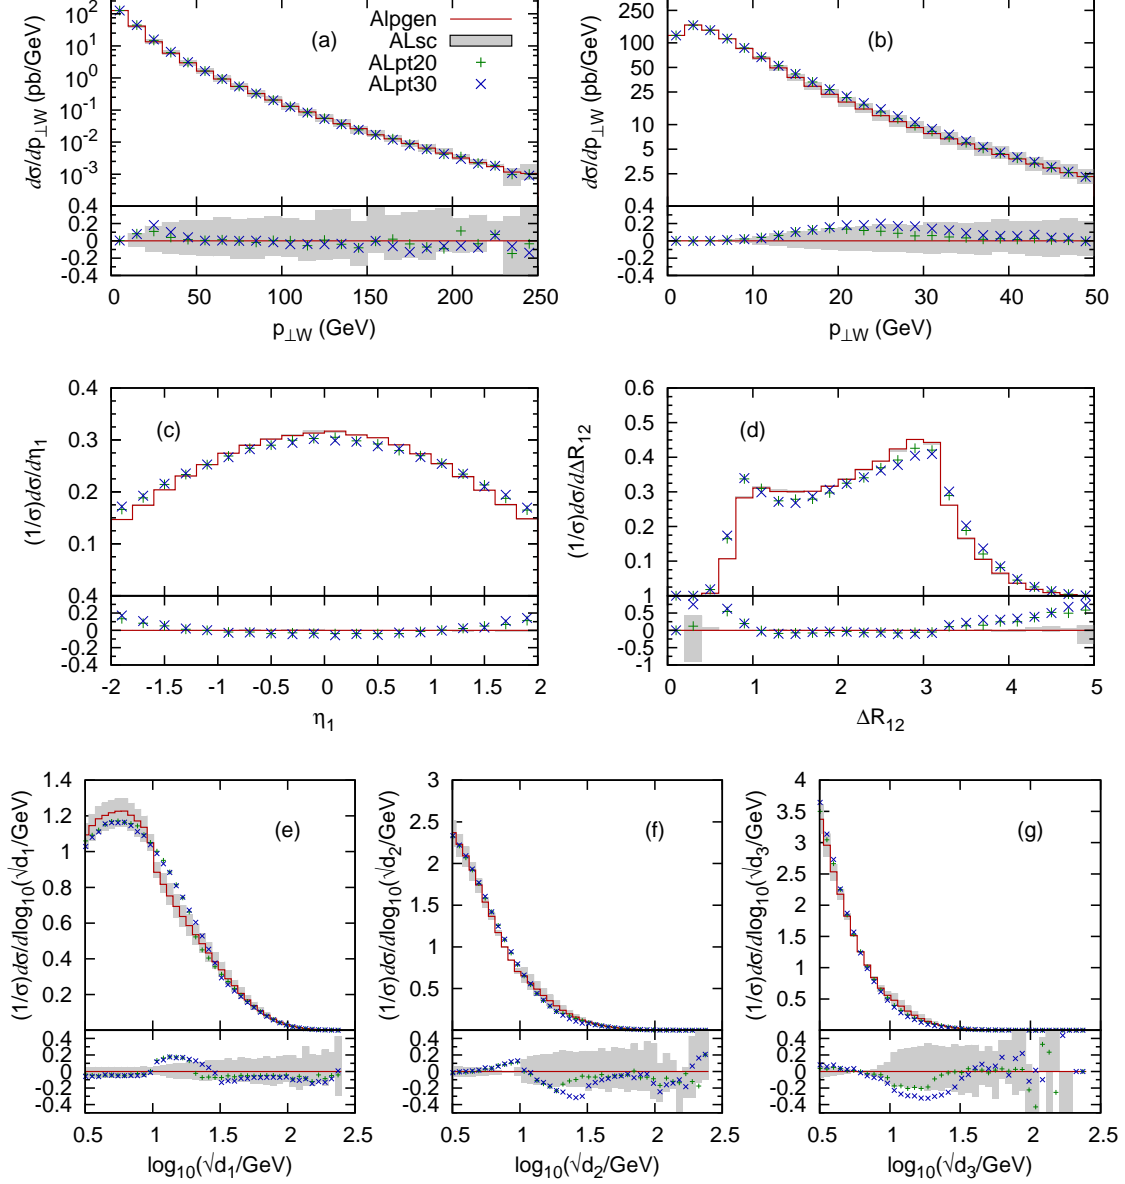 Alpgen
ALsc
ALpt20
ALpt30
(a)
dσ/dp⊥W (pb/GeV)
10² 10 10⁰ 10⁻¹ 10⁻² 10⁻³
0.4 0.2 0 -0.2 -0.4
0 50 100 150 200 250
p⊥W (GeV)
(b)
dσ/dp⊥W (pb/GeV)
250 100 50 25 10 5 2.5
0.4 0.2 0 -0.2 -0.4
0 10 20 30 40 50
p⊥W (GeV)
(c)
(1/σ)dσ/dη₁
0.4 0.3 0.2 0.1
0.4 0.2 0 -0.2 -0.4
-2 -1.5 -1 -0.5 0 0.5 1 1.5 2
η₁
(d)
(1/σ)dσ/dΔR₁₂
0.6 0.5 0.4 0.3 0.2 0.1
1 0.5 0 -0.5 -1
0 1 2 3 4 5
ΔR₁₂
(e)
(1/σ)dσ/dlog₁₀(√d₁/GeV)
1.4 1.2 1 0.8 0.6 0.4 0.2
0.4 0.2 0 -0.2 -0.4
0.5 1 1.5 2 2.5
log₁₀(√d₁/GeV)
(f)
(1/σ)dσ/dlog₁₀(√d₂/GeV)
3 2.5 2 1.5 1 0.5
0.4 0.2 0 -0.2 -0.4
0.5 1 1.5 2 2.5
log₁₀(√d₂/GeV)
(g)
(1/σ)dσ/dlog₁₀(√d₃/GeV)
4 3.5 3 2.5 2 1.5 1 0.5
0.4 0.2 0 -0.2 -0.4
0.5 1 1.5 2 2.5
log₁₀(√d₃/GeV)